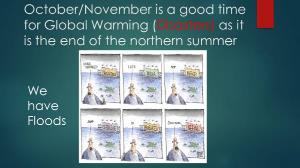 October/November is a good time
for Global Warming (Disasters) as it
is the end of the northern summer
We
have
Floods